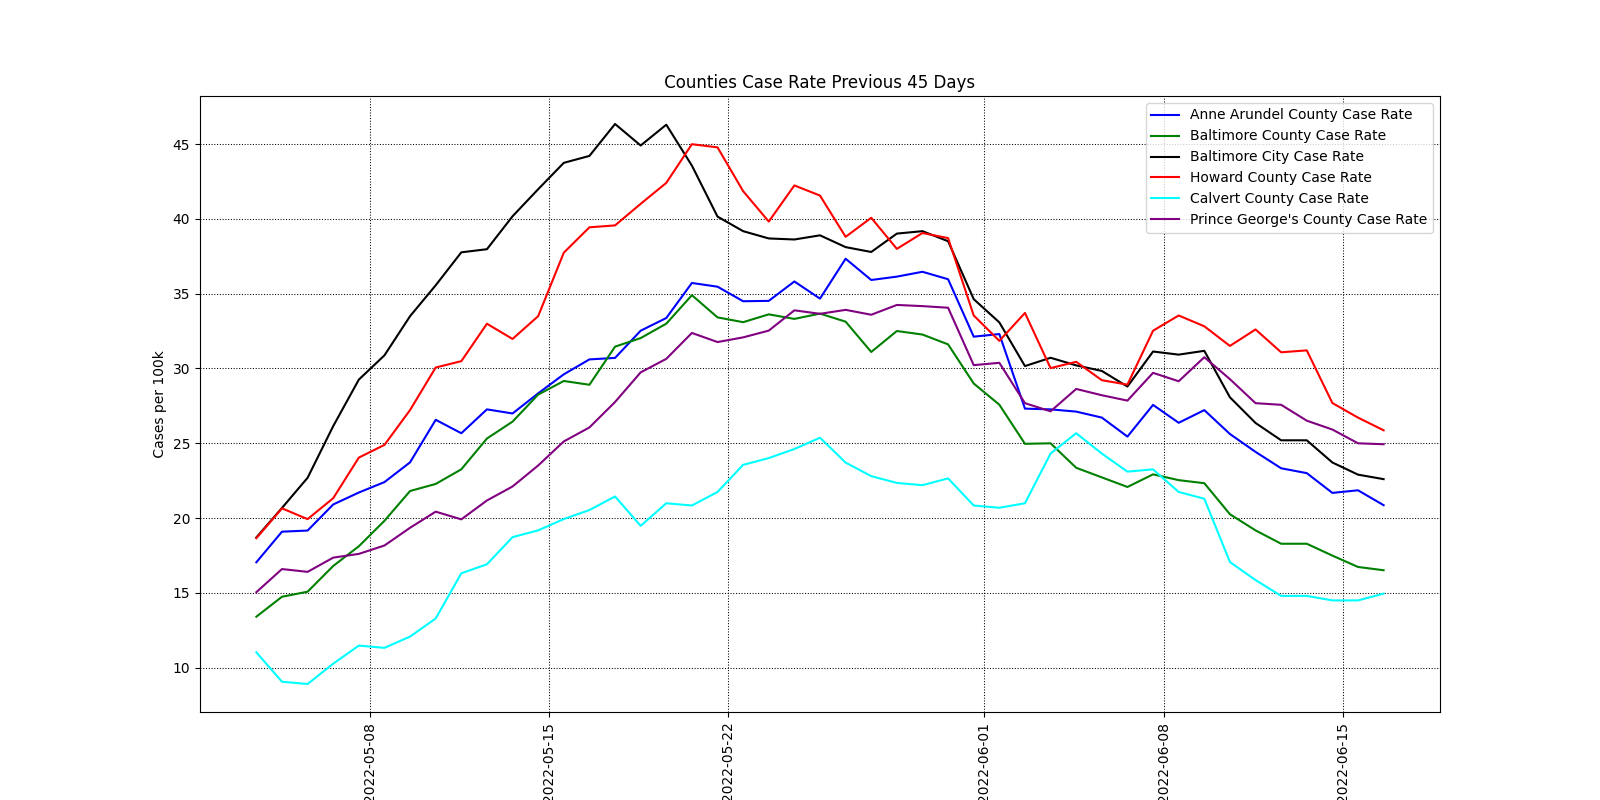 Counties Case Rate Previous 45 Days
Anne Arundel County Case Rate
Baltimore County Case Rate
Baltimore City Case Rate
Howard County Case Rate
Calvert County Case Rate
Prince George's County Case Rate
Cases per 100k
45
40
35
30
25
20
15
10
2022-05-08
2022-05-15
2022-05-22
2022-06-01
2022-06-08
2022-06-15